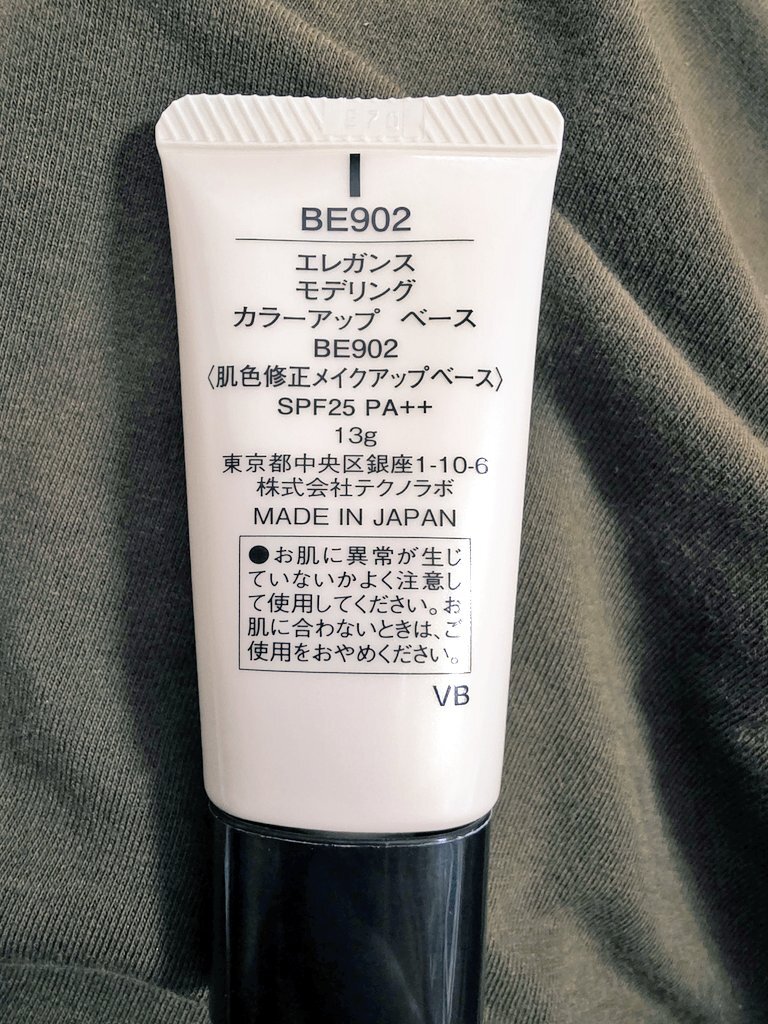 BE902
エレガンス
モデリング
カラーアップ ベース
BE902
〈肌色修正メイクアップベース〉
SPF25 PA++
13g
東京都中央区銀座1-10-6
株式会社テクノラボ
MADE IN JAPAN
●お肌に異常が生じ
ていないかよく注意し
て使用してください。お
肌に合わないときは、ご
使用をおやめください。
VB